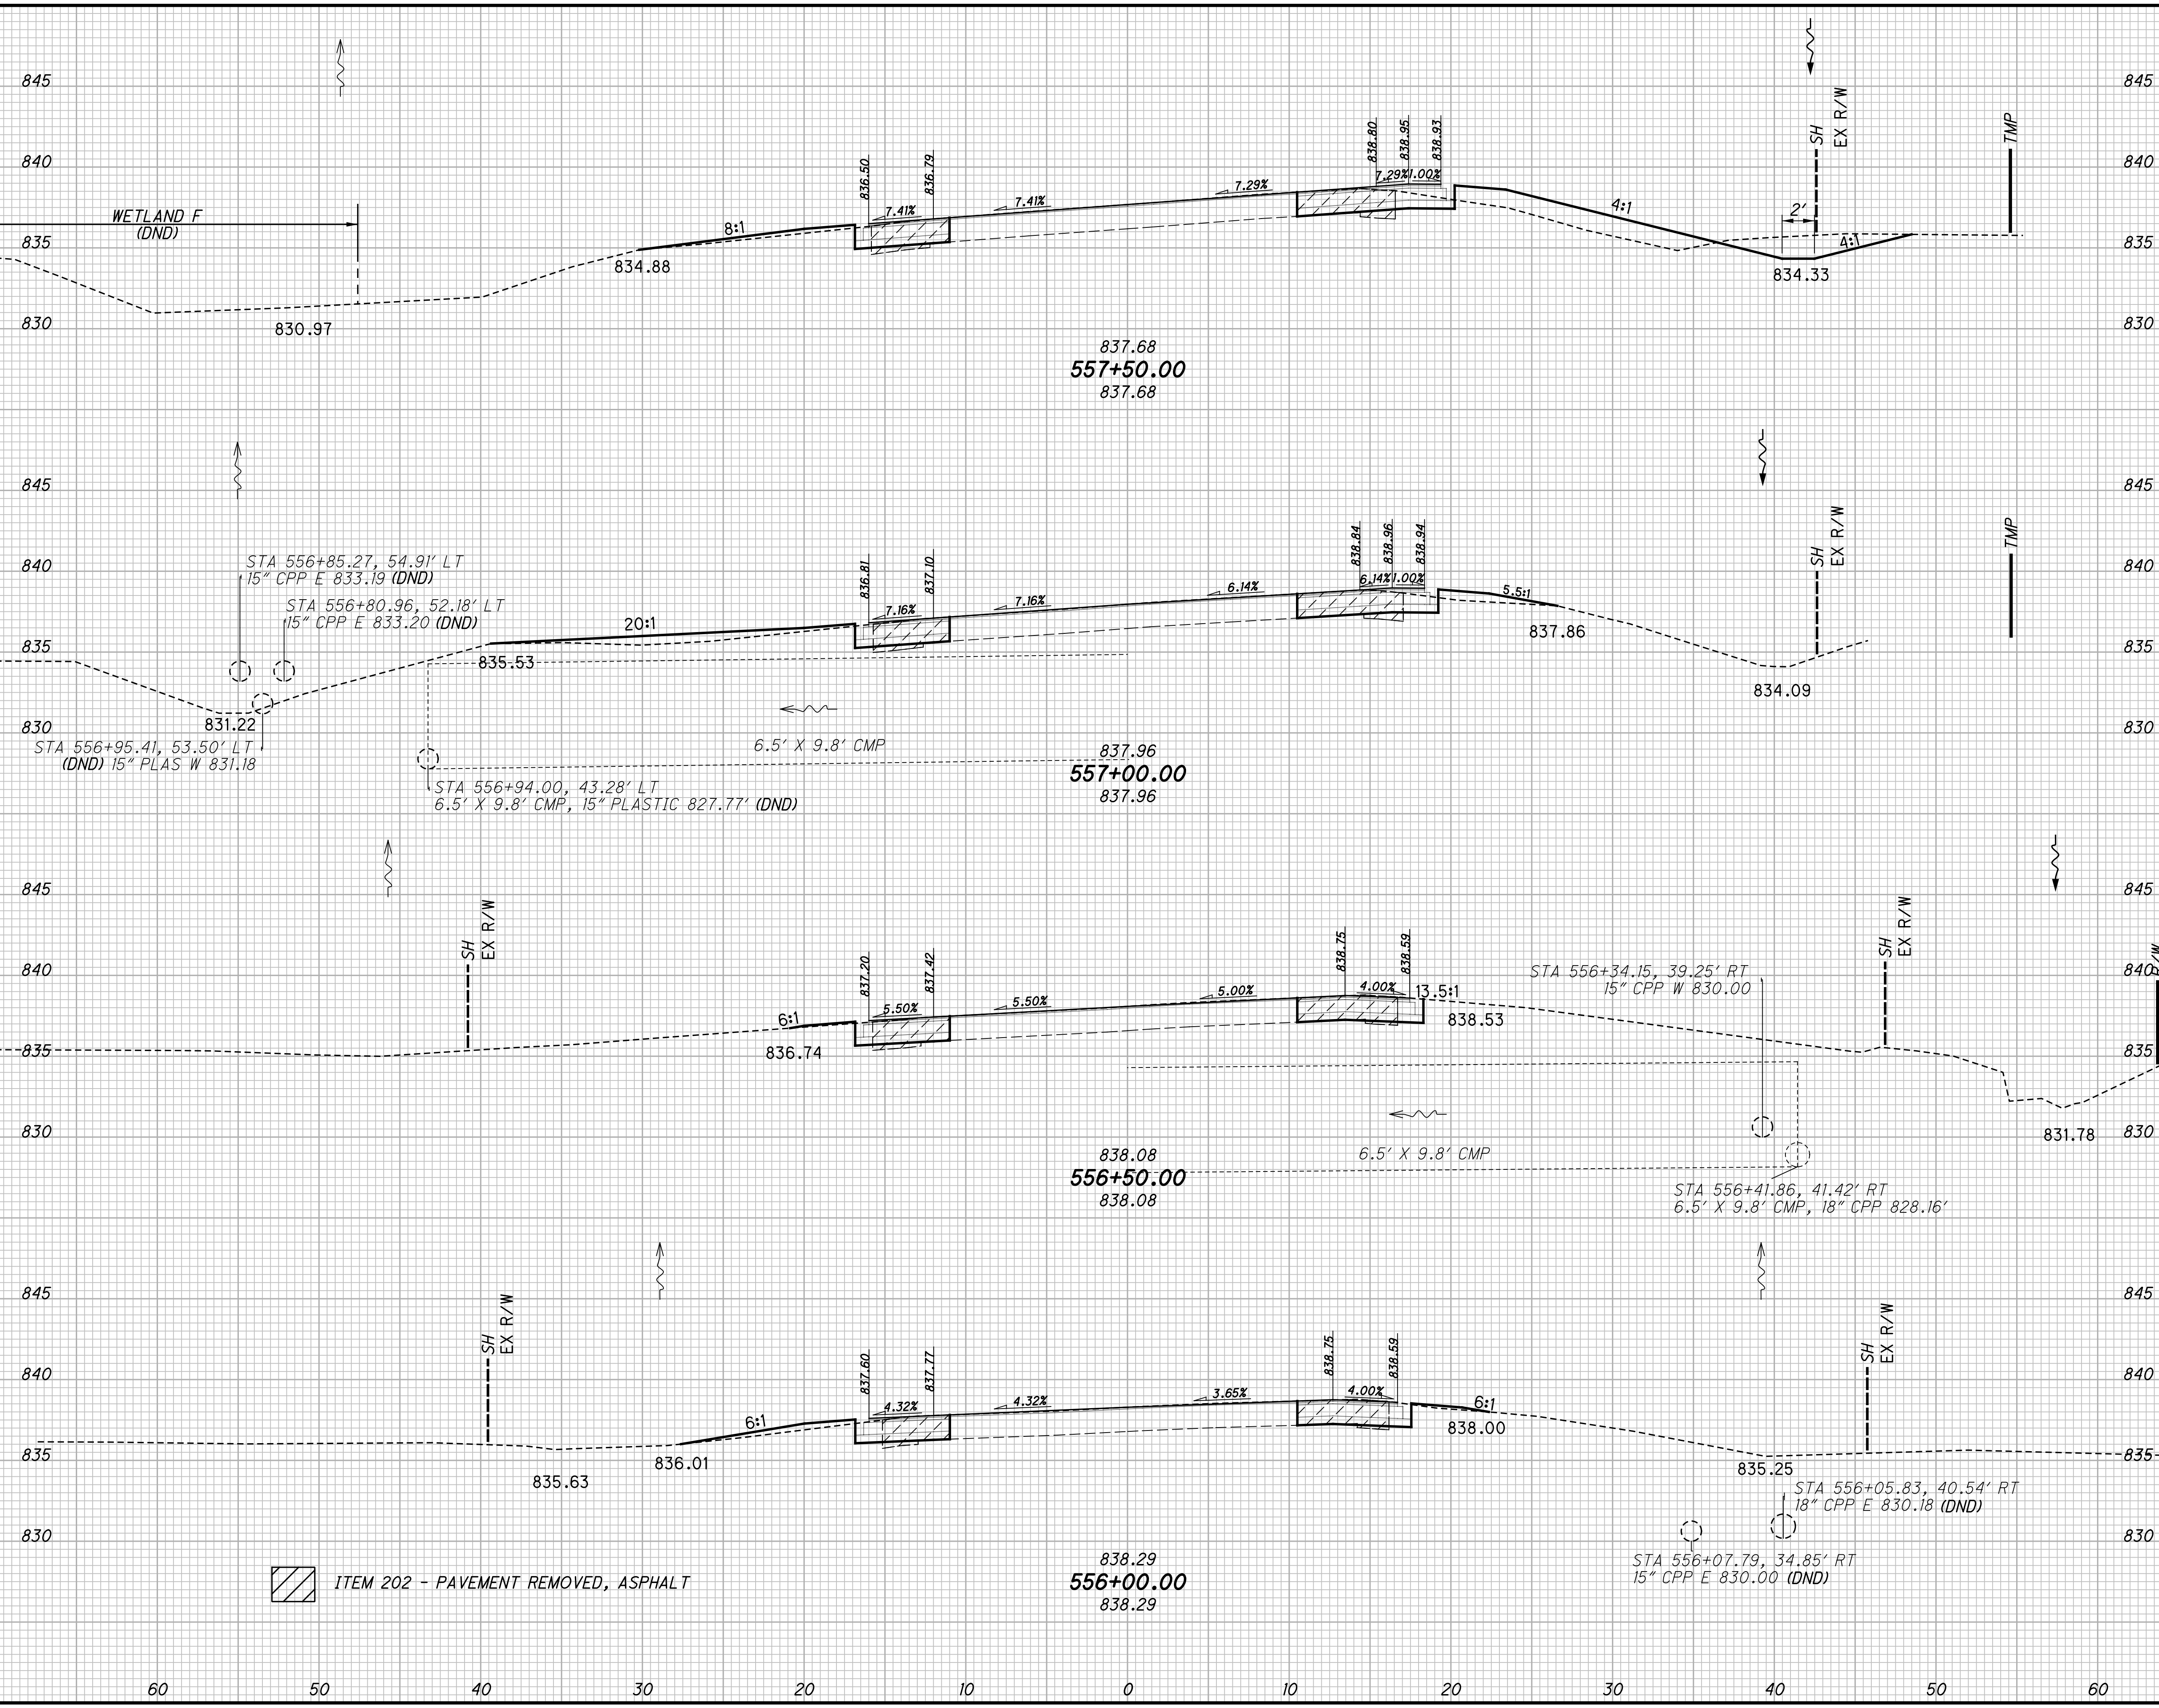 845
845
SH
EX R/W
TMP
840
840
836.50
836.79
838.80
838.95
838.93
7.29%
1.00%
7.29%
7.41%
7.41%
8:1
4:1
2'
4:1
WETLAND F
(DND)
835
835
834.88
834.33
830.97
830
830
837.68
557+50.00
837.68
845
845
SH
EX R/W
TMP
840
840
STA 556+85.27, 54.91' LT
15" CPP E 833.19 (DND)
STA 556+80.96, 52.18' LT
15" CPP E 833.20 (DND)
836.81
837.10
838.84
838.96
838.94
6.14%
1.00%
6.14%
7.16%
7.16%
20:1
5.5:1
835
835
835.53
837.86
834.09
831.22
830
830
STA 556+95.41, 53.50' LT
(DND) 15" PLAS W 831.18
6.5' X 9.8' CMP
STA 556+94.00, 43.28' LT
6.5' X 9.8' CMP, 15" PLASTIC 827.77' (DND)
837.96
557+00.00
837.96
845
845
SH
EX R/W
SH
EX R/W
R/W
840
840
837.20
837.42
838.75
838.59
STA 556+34.15, 39.25' RT
15" CPP W 830.00
6:1
5.50%
5.50%
5.00%
4.00%
13.5:1
838.53
836.74
835
835
831.78
830
830
6.5' X 9.8' CMP
838.08
556+50.00
838.08
STA 556+41.86, 41.42' RT
6.5' X 9.8' CMP, 18" CPP 828.16'
845
845
SH
EX R/W
SH
EX R/W
840
840
837.60
837.77
838.75
838.59
6:1
4.32%
4.32%
3.65%
4.00%
6:1
838.00
835
835
836.01
835.63
835.25
STA 556+05.83, 40.54' RT
18" CPP E 830.18 (DND)
830
830
STA 556+07.79, 34.85' RT
15" CPP E 830.00 (DND)
838.29
556+00.00
838.29
ITEM 202 - PAVEMENT REMOVED, ASPHALT
60 50 40 30 20 10 0 10 20 30 40 50 60